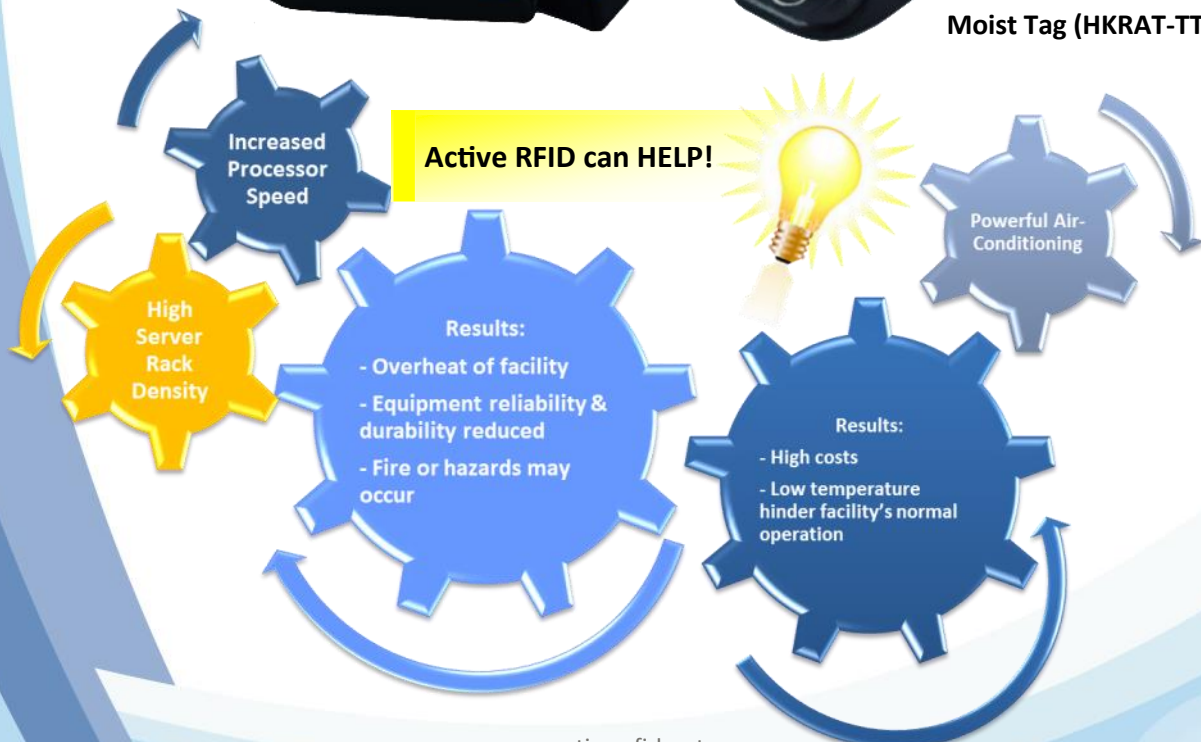 Moist Tag (HKRAT-TT
Increased
Processor
Speed
Active RFID can HELP!
Powerful Air-
Conditioning
High
Server
Rack
Density
Results:
- Overheat of facility
- Equipment reliability &
durability reduced
- Fire or hazards may
occur
Results:
- High costs
- Low temperature
hinder facility's normal
operation